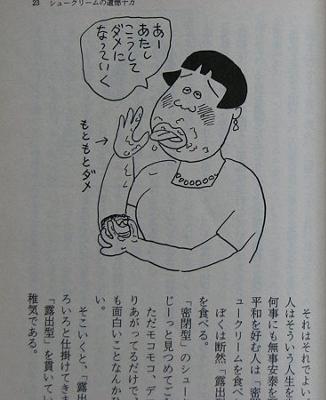 23 シュークリームの遺憾千万
あー
あたし
こうして
ダメに
なっていく
もともとダメ
それはそれでよい
人はそういう人生を
何事にも無事安泰を
平和を好む人は「密
ュークリームを食べ
ぼくは断然「露出
を食べる。
「密閉型」のシュー
じーっと見つめてご
ただモコモコ、デ
りあがってるだけで、
も面白いことなんかひ
い。
そこいくと、「露出
ろいろと仕掛けてきま
「露出型」を貫いてい
稚気である。